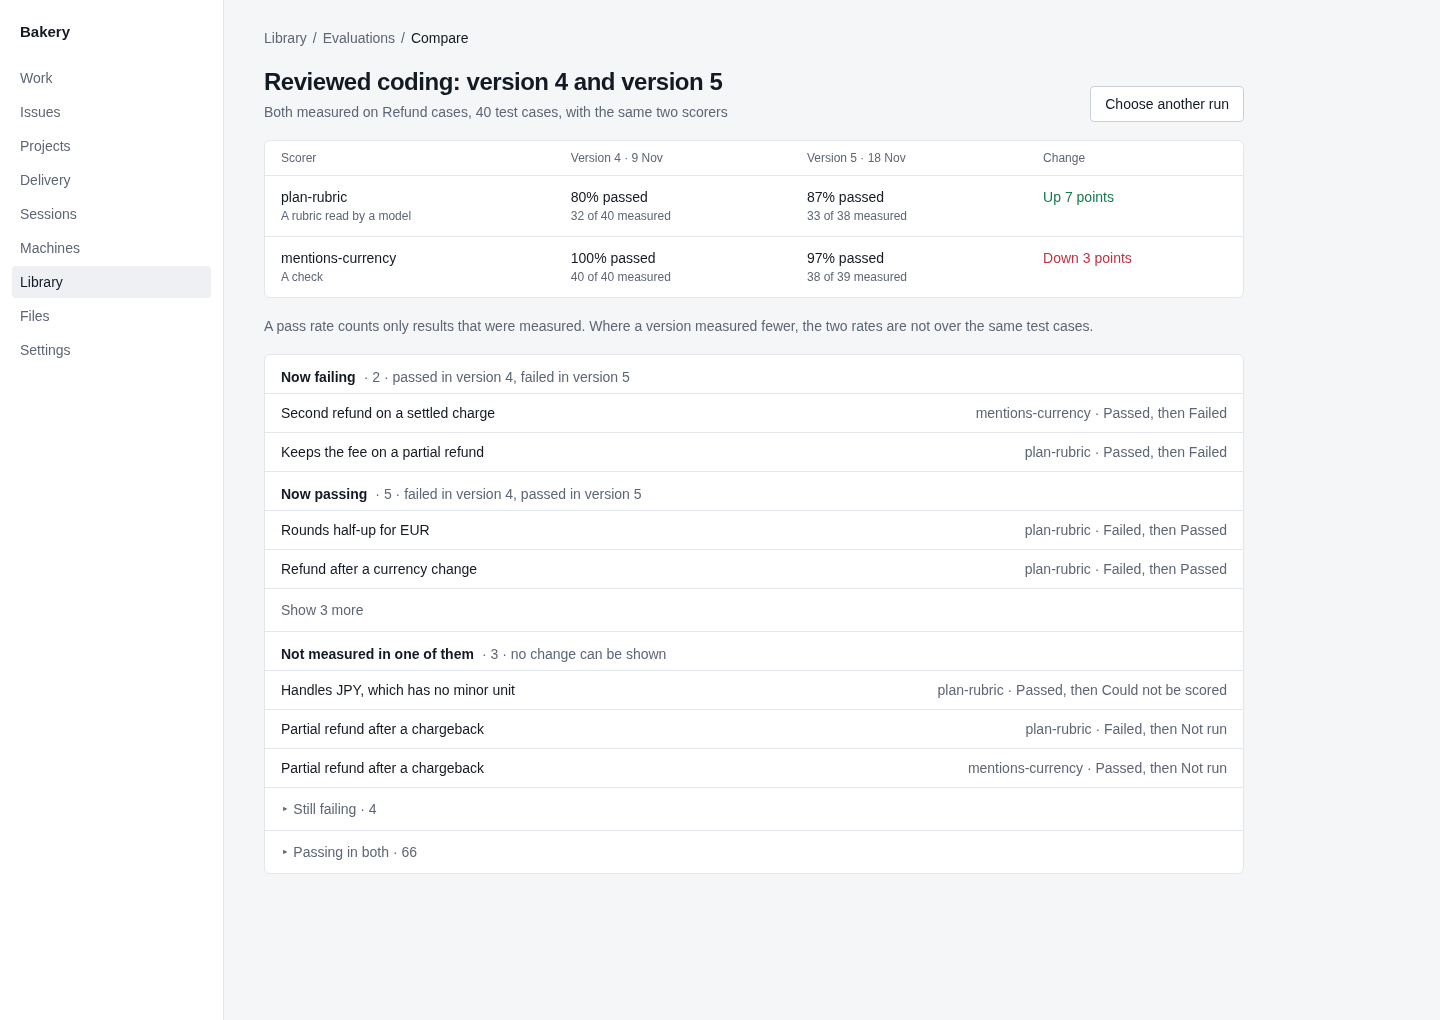 Bakery
Work
Issues
Projects
Delivery
Sessions
Machines
Library
Files
Settings
Library / Evaluations / Compare
Reviewed coding: version 4 and version 5
Both measured on Refund cases, 40 test cases, with the same two scorers
Choose another run
Scorer Version 4 · 9 Nov Version 5 · 18 Nov Change
plan-rubric 80% passed 87% passed Up 7 points
A rubric read by a model 32 of 40 measured 33 of 38 measured
mentions-currency 100% passed 97% passed Down 3 points
A check 40 of 40 measured 38 of 39 measured
A pass rate counts only results that were measured. Where a version measured fewer, the two rates are not over the same test cases.
Now failing · 2 · passed in version 4, failed in version 5
Second refund on a settled charge mentions-currency · Passed, then Failed
Keeps the fee on a partial refund plan-rubric · Passed, then Failed
Now passing · 5 · failed in version 4, passed in version 5
Rounds half-up for EUR plan-rubric · Failed, then Passed
Refund after a currency change plan-rubric · Failed, then Passed
Show 3 more
Not measured in one of them · 3 · no change can be shown
Handles JPY, which has no minor unit plan-rubric · Passed, then Could not be scored
Partial refund after a chargeback plan-rubric · Failed, then Not run
Partial refund after a chargeback mentions-currency · Passed, then Not run
▸ Still failing · 4
▸ Passing in both · 66